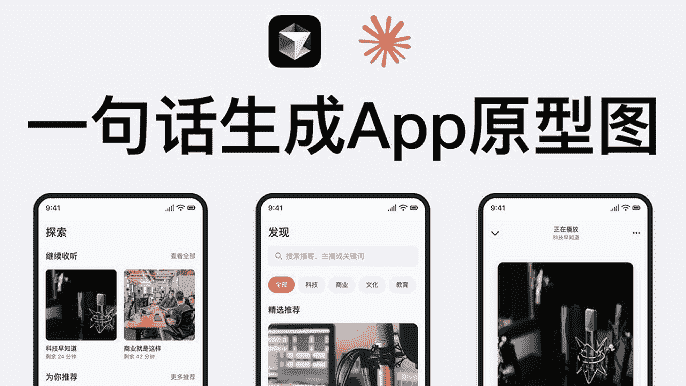 一句话生成App原型图
9:41
探索
继续收听
查看全部
科技早知道
剩余 24 分钟
商业就是这样
剩余 42 分钟
为你推荐
更多推荐
9:41
发现
搜索播客、主播或关键词
全部
科技
商业
文化
教育
精选推荐
9:41
正在播放
科技早知道